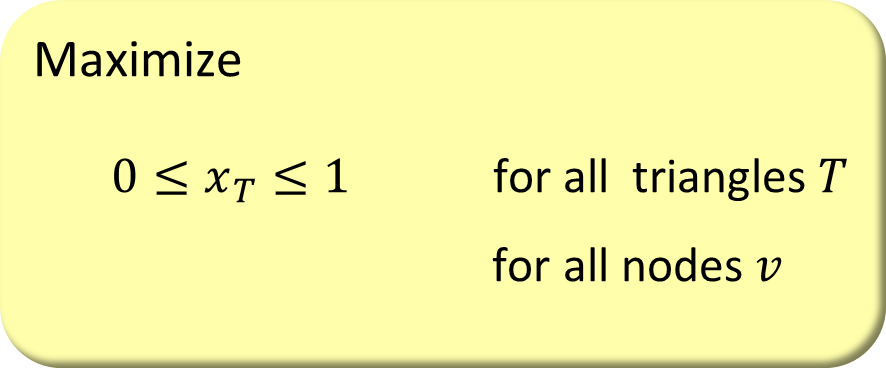 Maximize
0 ≤ x_T ≤ 1 for all triangles T
for all nodes v